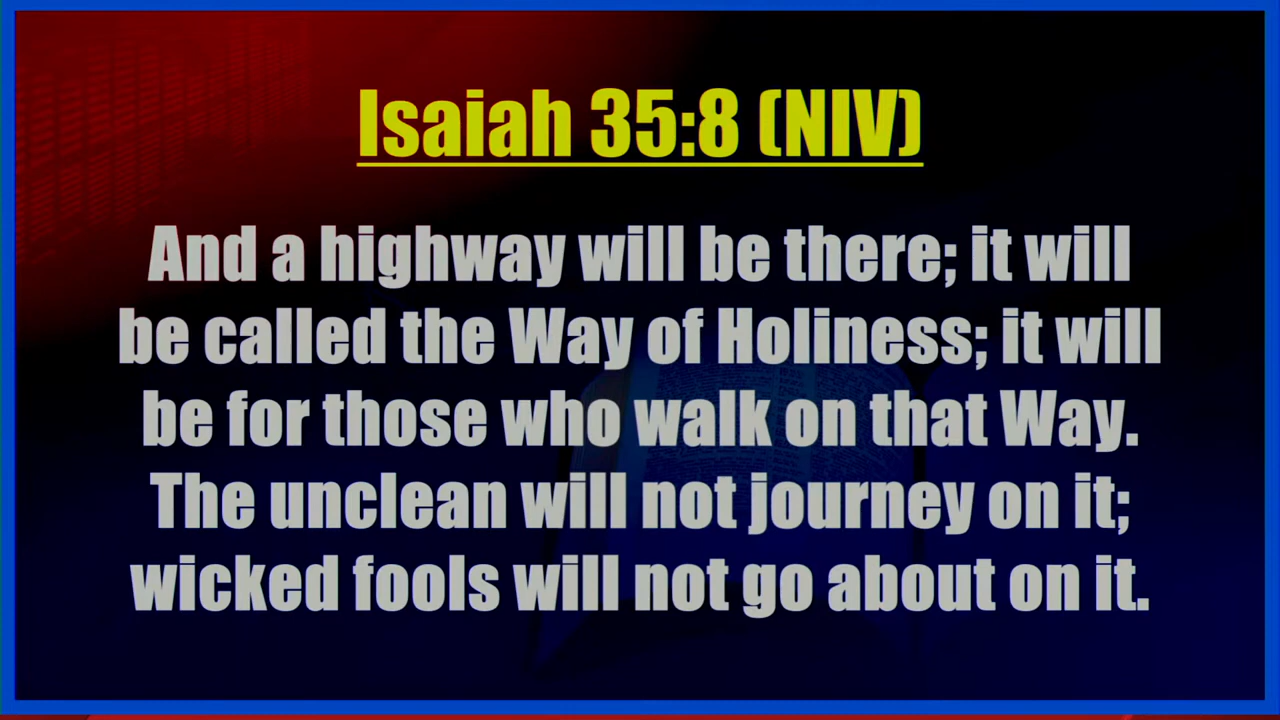 Isaiah 35:8 (NIV)
And a highway will be there; it will
be called the Way of Holiness; it will
be for those who walk on that Way.
The unclean will not journey on it;
wicked fools will not go about on it.